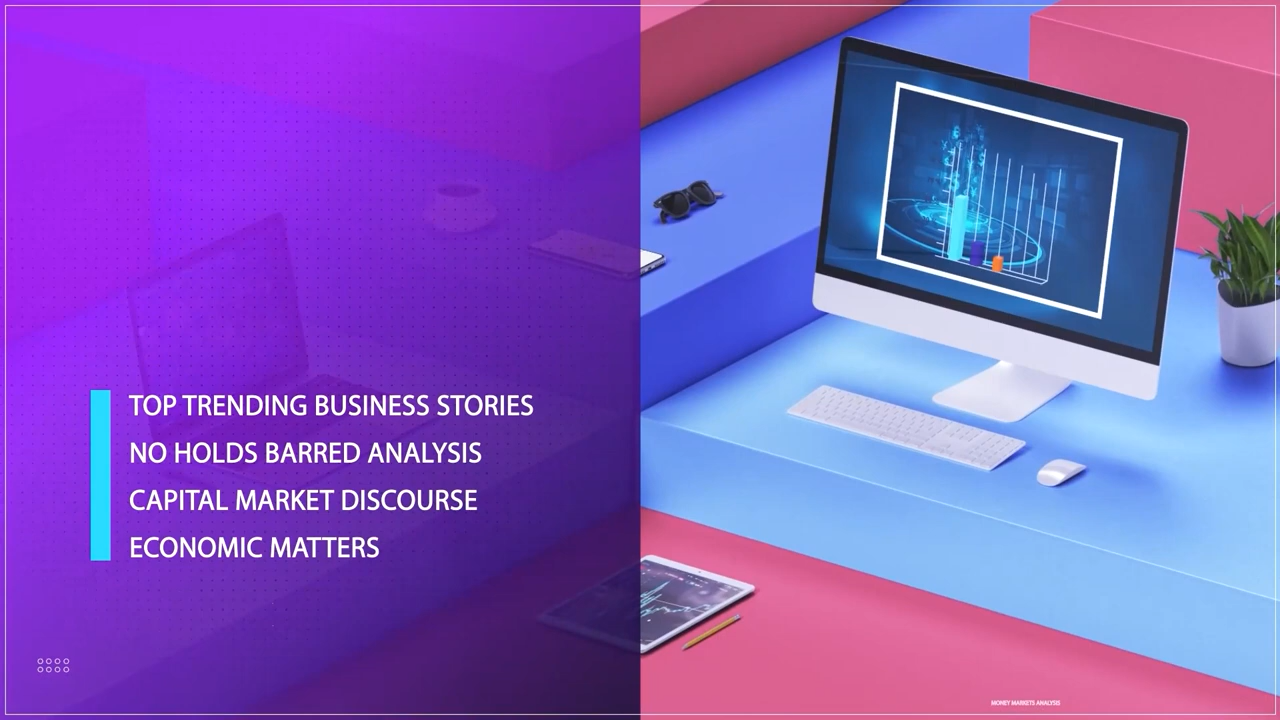 TOP TRENDING BUSINESS STORIES
NO HOLDS BARRED ANALYSIS
CAPITAL MARKET DISCOURSE
ECONOMIC MATTERS
MONEY MARKETS ANALYSIS